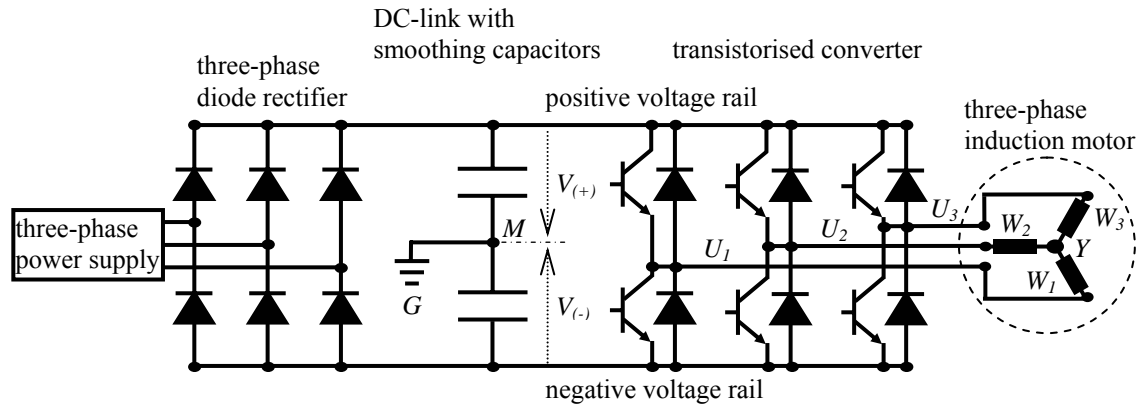 DC-link with
smoothing capacitors
transistorised converter
three-phase
diode rectifier
positive voltage rail
three-phase
induction motor
V(+)
U3
W3
W2
three-phase
power supply
M
U2
Y
U1
W1
G
V(-)
negative voltage rail